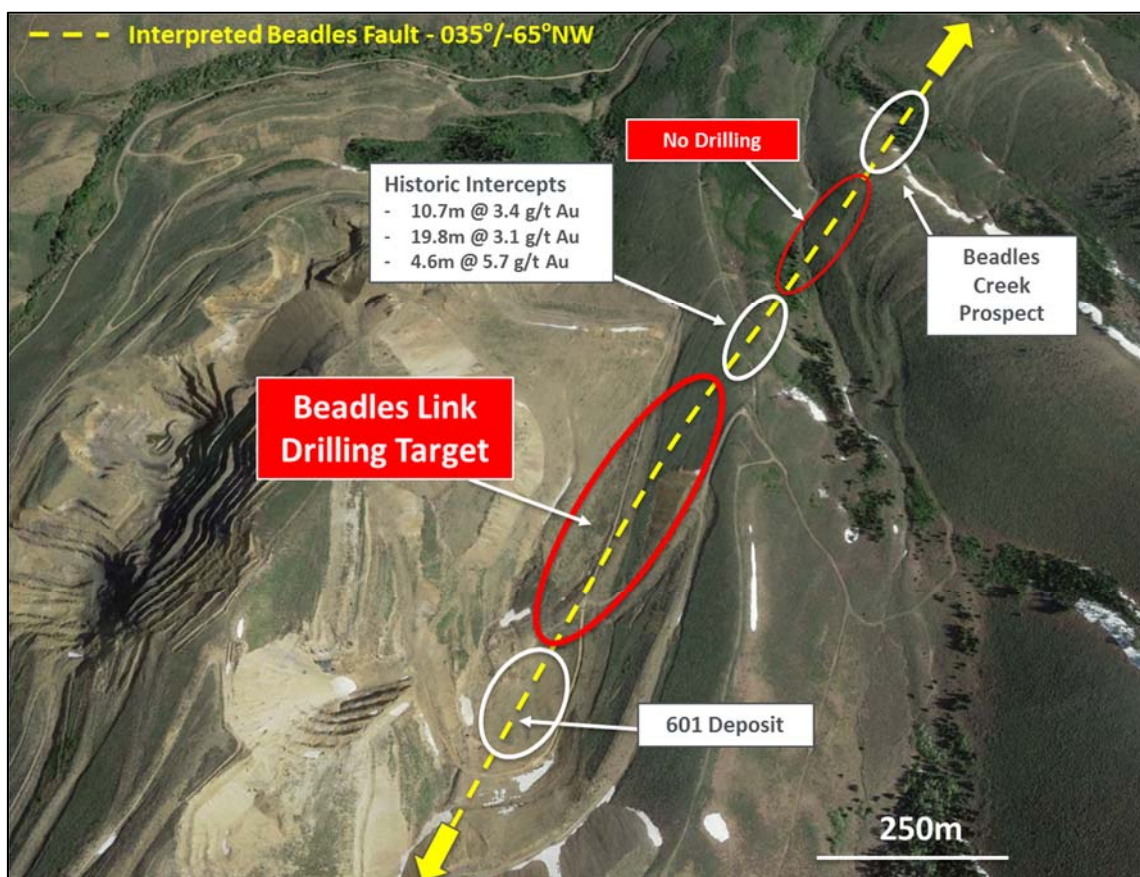 Interpreted Beadles Fault - 035°/-65°NW
No Drilling
Historic Intercepts
- 10.7m @ 3.4 g/t Au
- 19.8m @ 3.1 g/t Au
- 4.6m @ 5.7 g/t Au
Beadles
Creek
Prospect
Beadles Link
Drilling Target
601 Deposit
250m